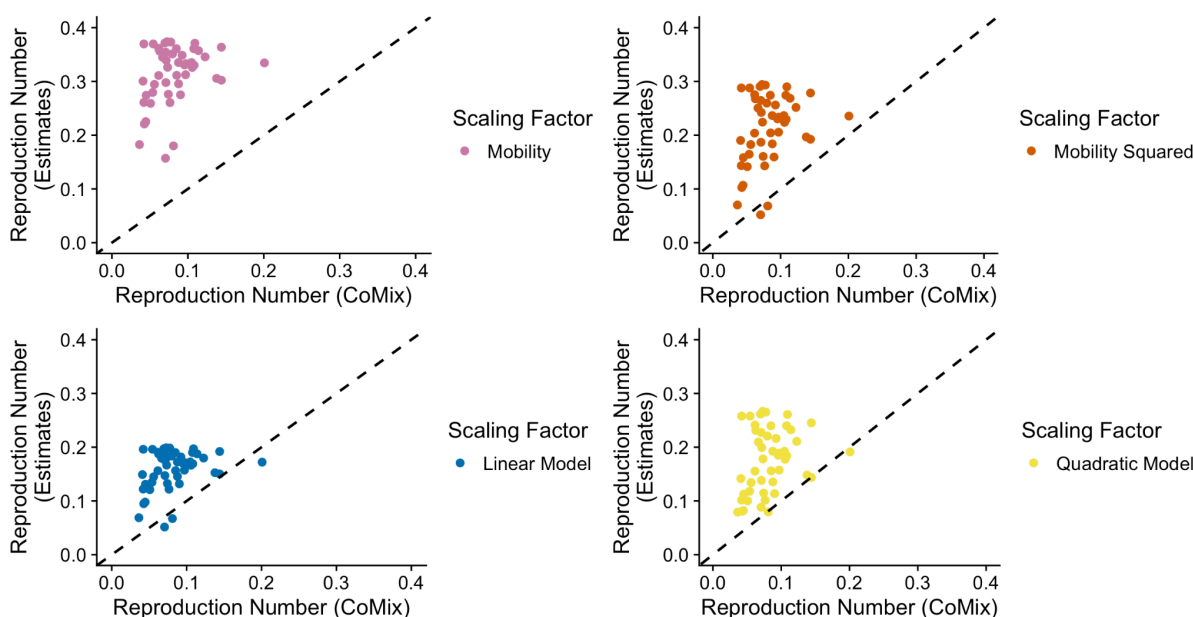 Reproduction Number
(Estimates)
0.4
0.3
0.2
0.1
0.0
0.0 0.1 0.2 0.3 0.4
Reproduction Number (CoMix)
Scaling Factor
Mobility
Reproduction Number
(Estimates)
0.4
0.3
0.2
0.1
0.0
0.0 0.1 0.2 0.3 0.4
Reproduction Number (CoMix)
Scaling Factor
Mobility Squared
Reproduction Number
(Estimates)
0.4
0.3
0.2
0.1
0.0
0.0 0.1 0.2 0.3 0.4
Reproduction Number (CoMix)
Scaling Factor
Linear Model
Reproduction Number
(Estimates)
0.4
0.3
0.2
0.1
0.0
0.0 0.1 0.2 0.3 0.4
Reproduction Number (CoMix)
Scaling Factor
Quadratic Model